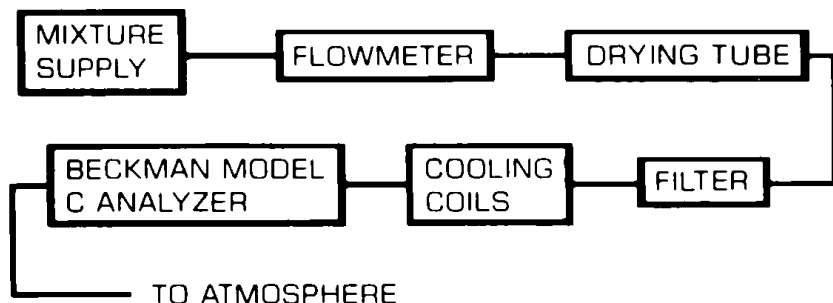 MIXTURE
SUPPLY
FLOWMETER
DRYING TUBE
BECKMAN MODEL
C ANALYZER
COOLING
COILS
FILTER
TO ATMOSPHERE